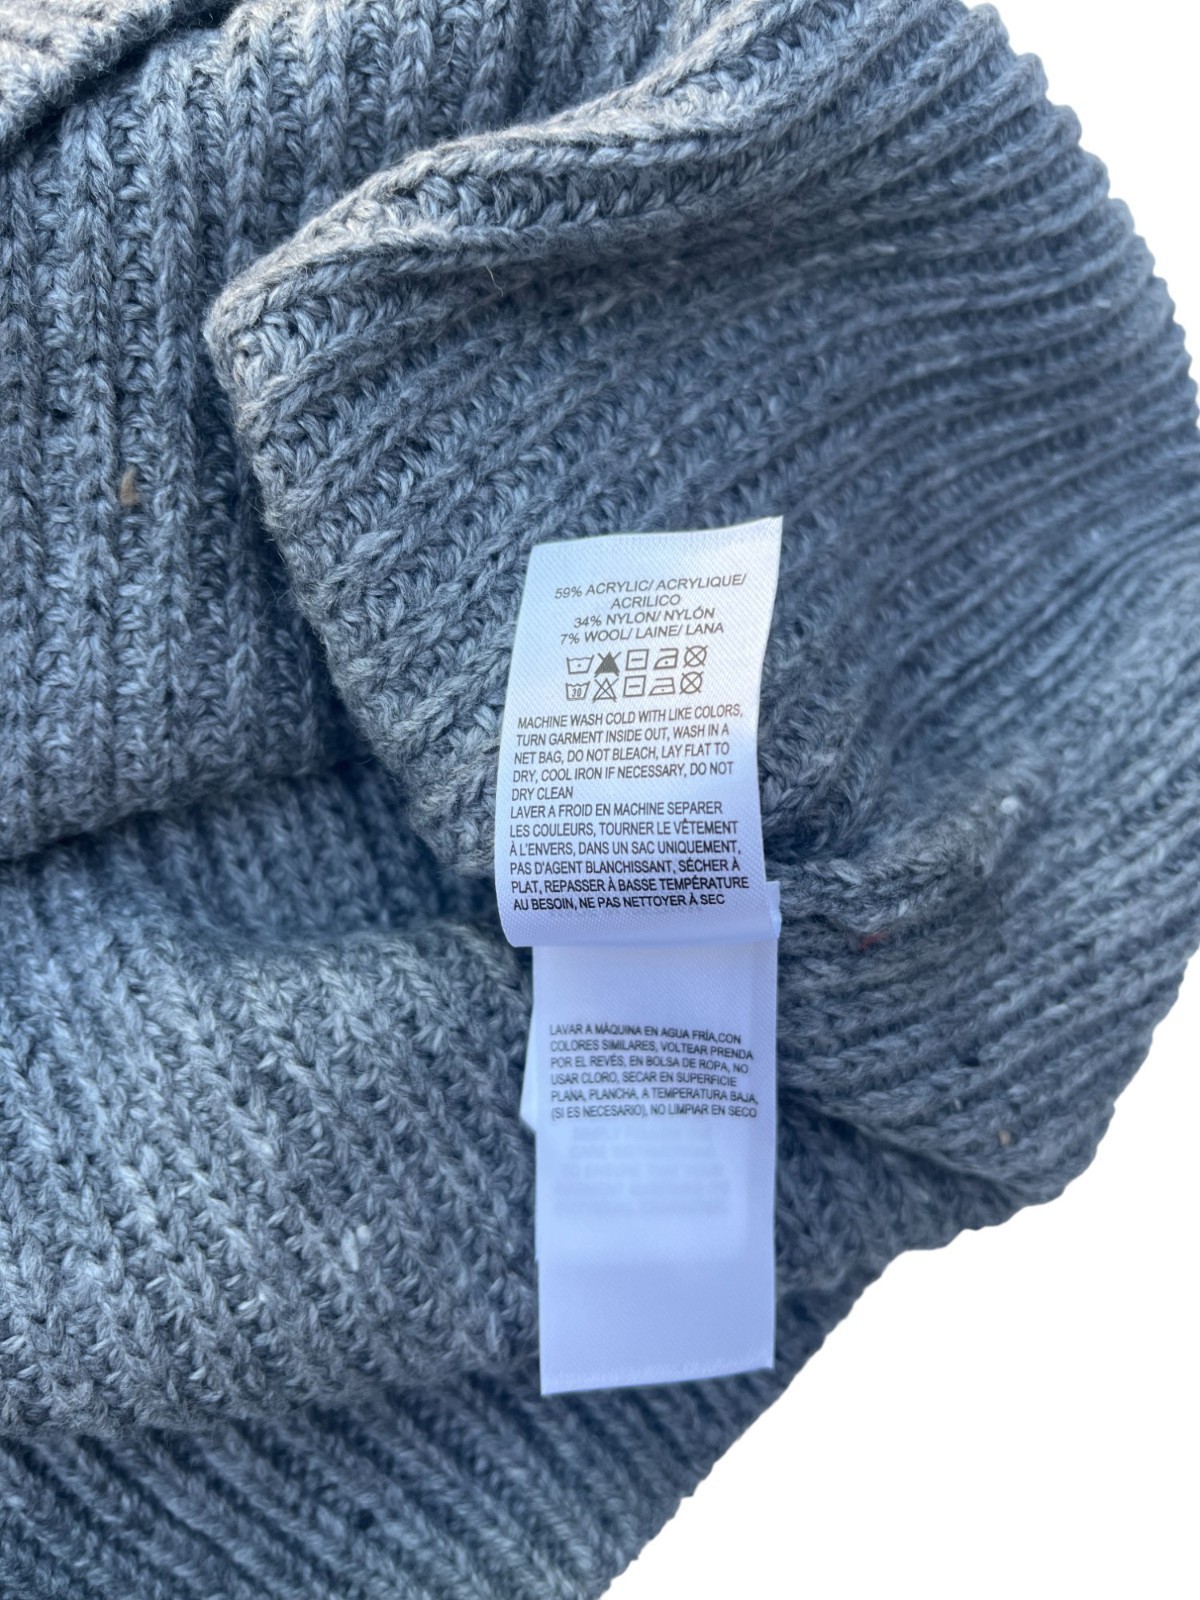 59% ACRYLIC/ ACRYLIQUE/
ACRILICO
34% NYLON/ NYLÓN
7% WOOL/ LAINE/ LANA
30
MACHINE WASH COLD WITH LIKE COLORS,
TURN GARMENT INSIDE OUT, WASH IN A
NET BAG, DO NOT BLEACH, LAY FLAT TO
DRY, COOL IRON IF NECESSARY, DO NOT
DRY CLEAN
LAVER A FROID EN MACHINE SEPARER
LES COULEURS, TOURNER LE VÊTEMENT
À L'ENVERS, DANS UN SAC UNIQUEMENT,
PAS D'AGENT BLANCHISSANT, SÉCHER À
PLAT, REPASSER À BASSE TEMPÉRATURE
AU BESOIN, NE PAS NETTOYER À SEC
LAVAR A MÁQUINA EN AGUA FRÍA,CON
COLORES SIMILARES, VOLTEAR PRENDA
POR EL REVÉS, EN BOLSA DE ROPA, NO
USAR CLORO, SECAR EN SUPERFICIE
PLANA, PLANCHA, A TEMPERATURA BAJA,
(SI ES NECESARIO), NO LIMPIAR EN SECO